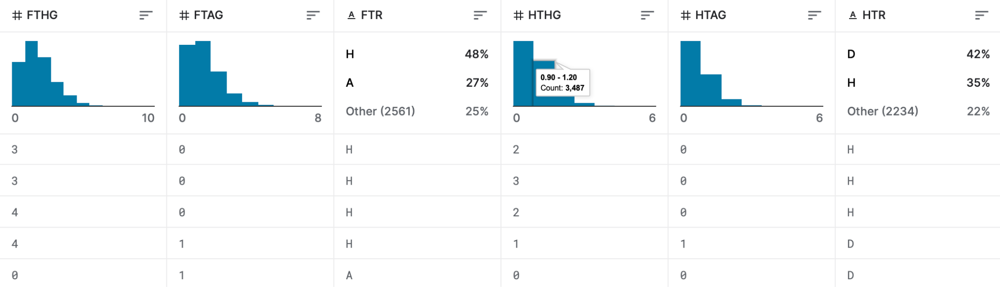 # FTHG # FTAG A FTR # HTHG # HTAG A HTR
H 48% D 42%
0.90 - 1.20
A 27% H 35%
Count: 3,487
Other (2561) 25% Other (2234) 22%
0 10 0 8 0 6 0 6
3 0 H 2 0 H
3 0 H 3 0 H
4 0 H 2 0 H
4 1 H 1 1 D
0 1 A 0 0 D